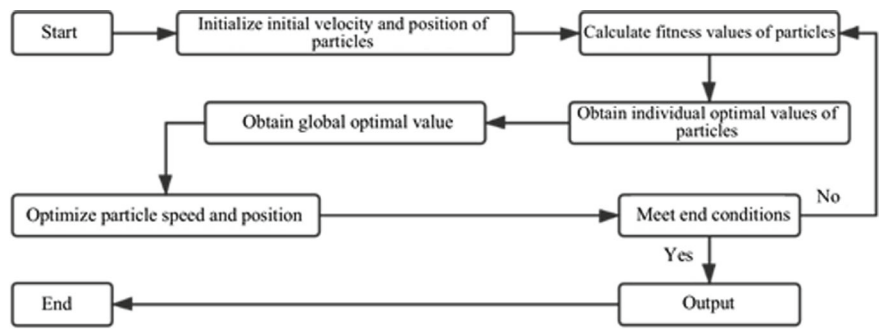 Start
Initialize initial velocity and position of
particles
Calculate fitness values of particles
Obtain individual optimal values of
particles
Obtain global optimal value
Optimize particle speed and position
Meet end conditions
No
Yes
Output
End